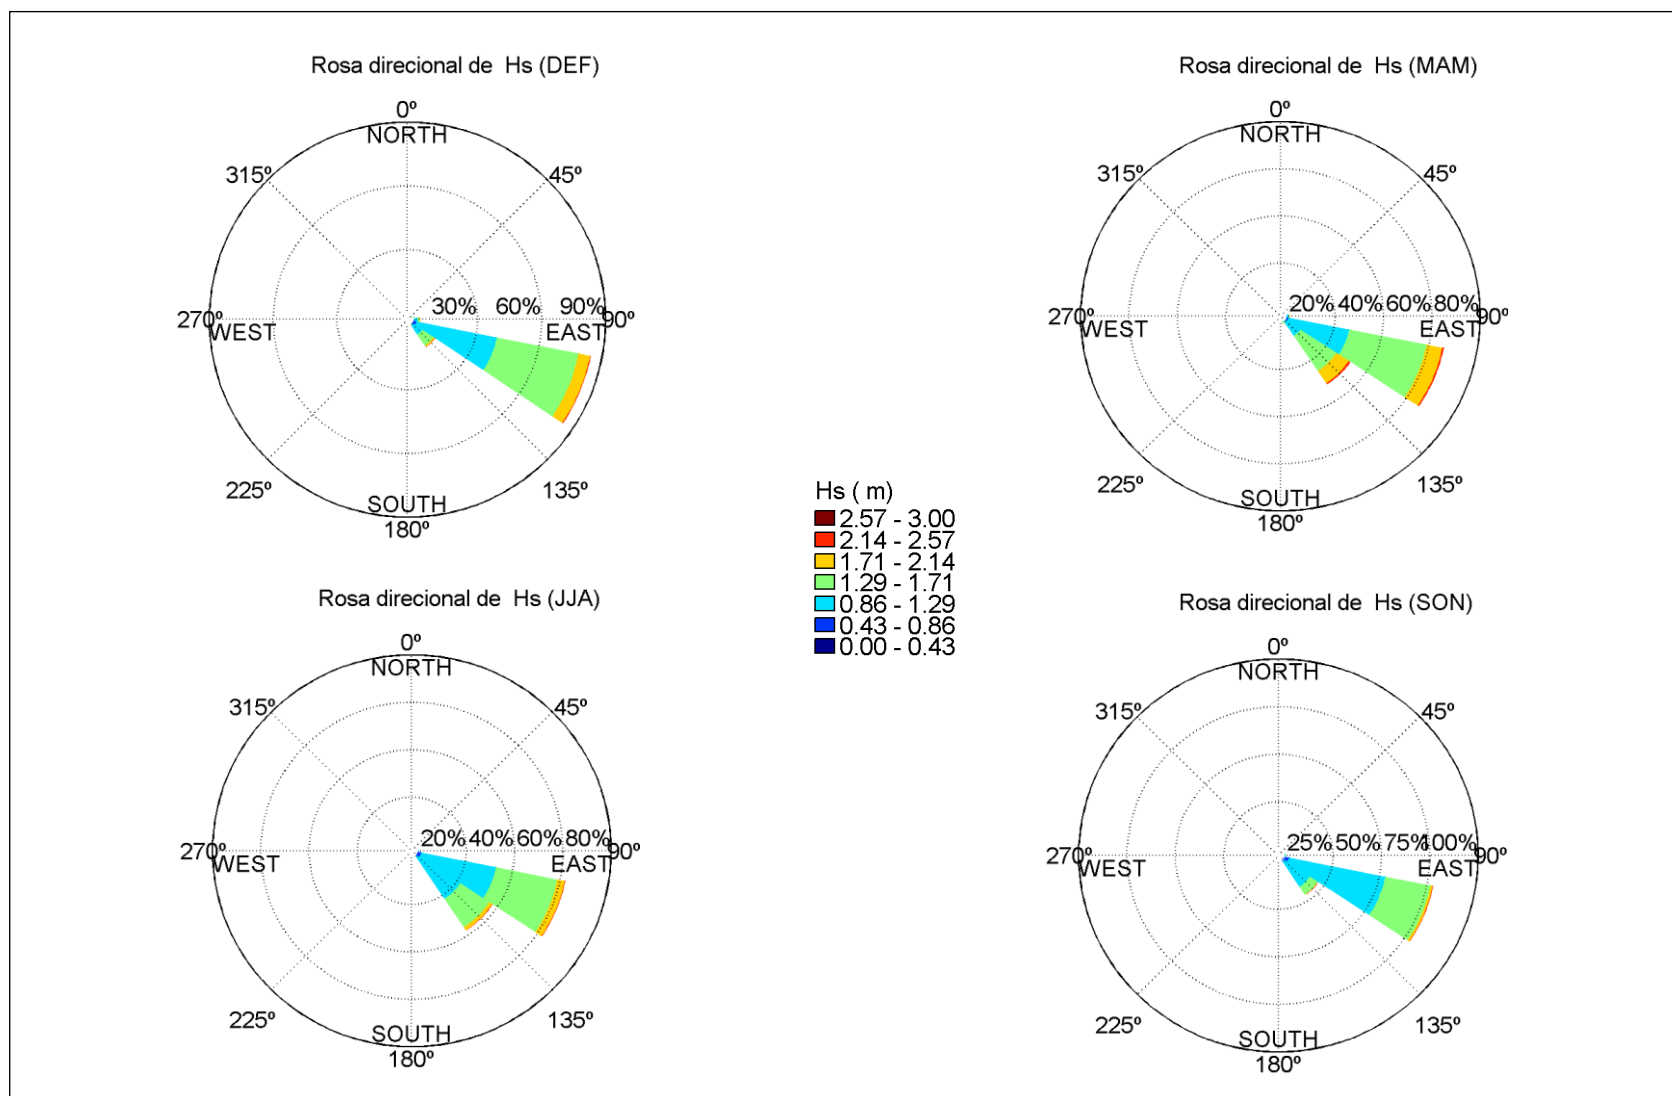 Rosa direcional de  Hs (DEF)
0º
NORTH
315º
45º
30%
60%
90%
270º
WEST
EAST
90º
225º
135º
SOUTH
180º
Rosa direcional de  Hs (MAM)
0º
NORTH
315º
45º
20%
40%
60%
80%
270º
WEST
EAST
90º
225º
135º
SOUTH
180º
Hs ( m)
2.57 - 3.00
2.14 - 2.57
1.71 - 2.14
1.29 - 1.71
0.86 - 1.29
0.43 - 0.86
0.00 - 0.43
Rosa direcional de  Hs (JJA)
0º
NORTH
315º
45º
20%
40%
60%
80%
270º
WEST
EAST
90º
225º
135º
SOUTH
180º
Rosa direcional de  Hs (SON)
0º
NORTH
315º
45º
25%
50%
75%
100%
270º
WEST
EAST
90º
225º
135º
SOUTH
180º